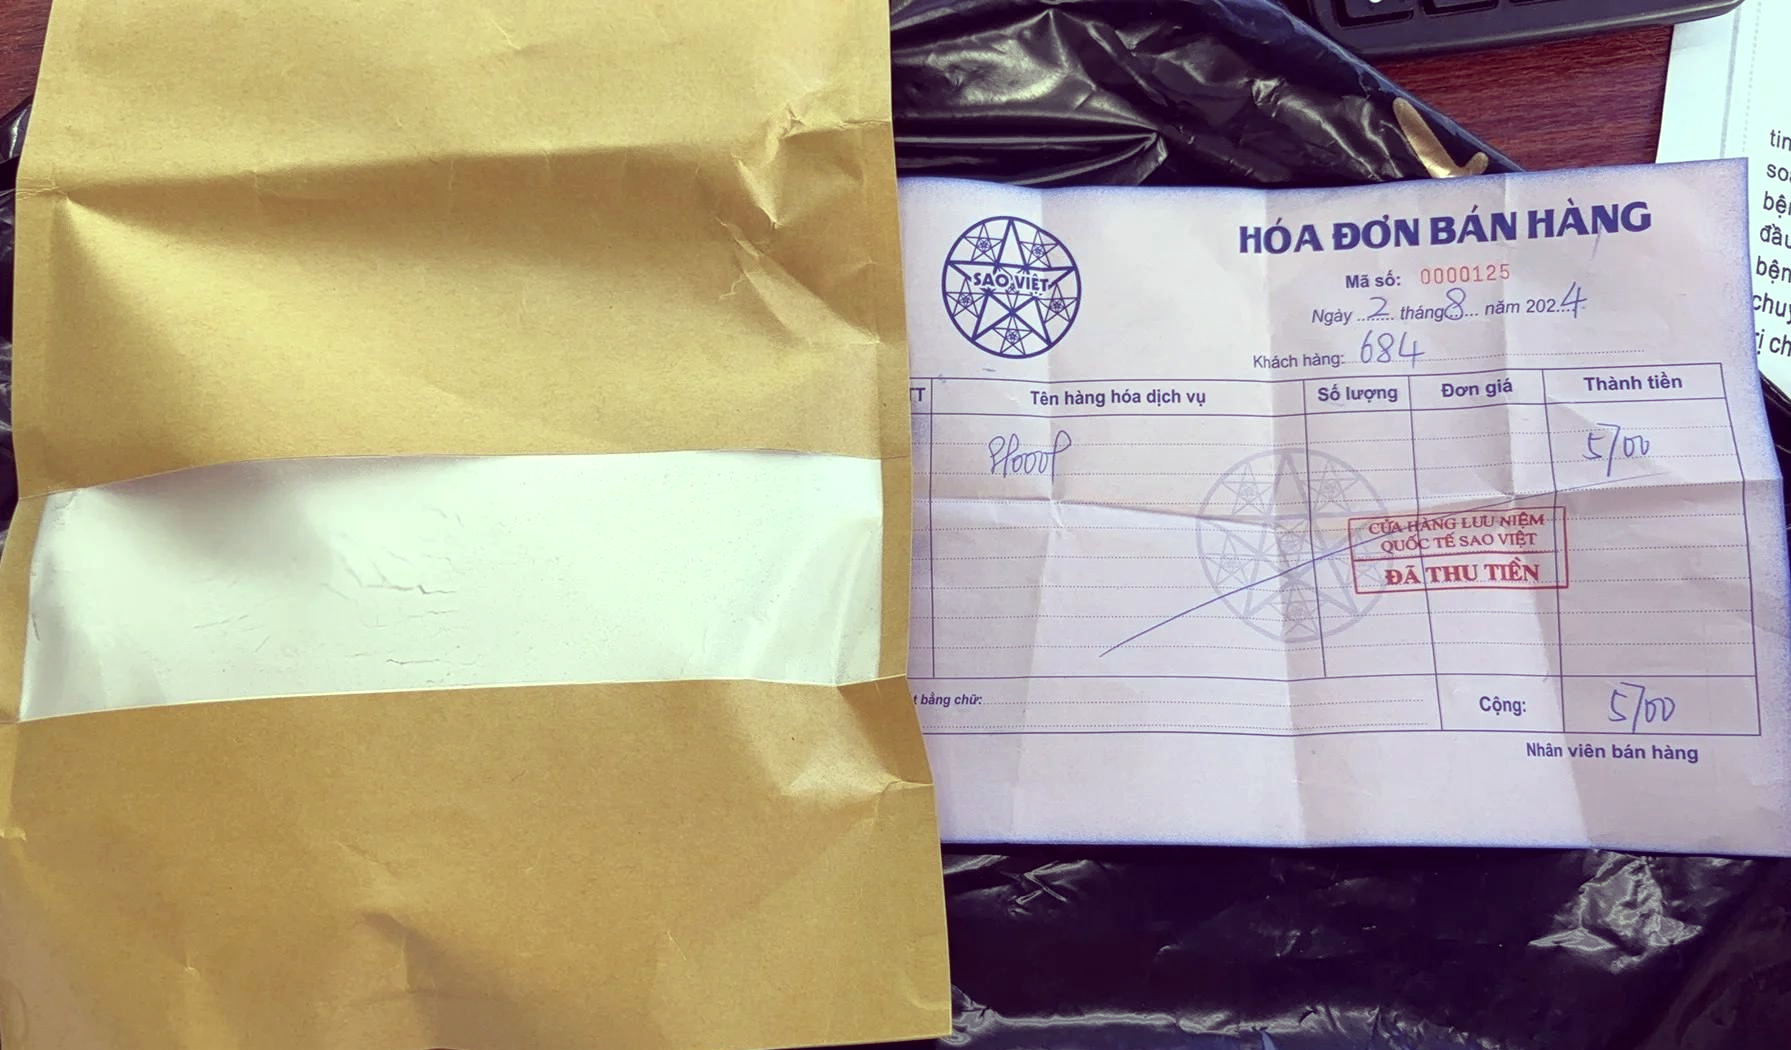 SAO VIỆT
HÓA ĐƠN BÁN HÀNG
Mã số: 0000125
Ngày 2 tháng 8 năm 2024
Khách hàng: 684
TT Tên hàng hóa dịch vụ Số lượng Đơn giá Thành tiền
5700
CỬA HÀNG LƯU NIỆM
QUỐC TẾ SAO VIỆT
ĐÃ THU TIỀN
bằng chữ: Cộng: 5700
Nhân viên bán hàng